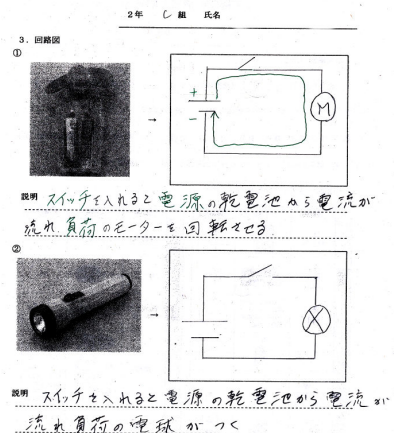 2年 し 組 氏名
3. 回路図
①
+
−
M
説明 スイッチを入れると電源の乾電池から電流が
流れ負荷のモーターを回転させる
②
説明 スイッチを入れると電源の乾電池から電流が
流れ負荷の電球がつく